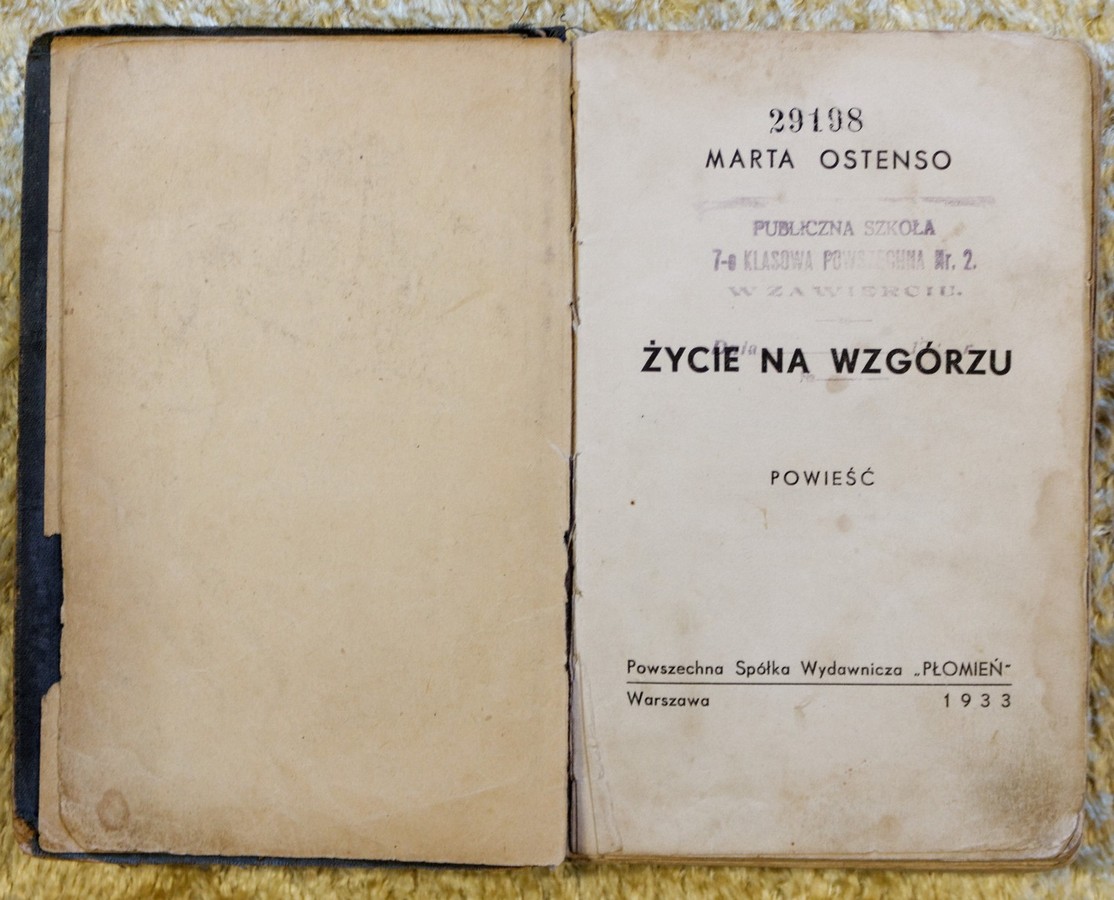 29198
MARTA OSTENSO
PUBLICZNA SZKOŁA
7-o KLASOWA POWSZECHNA Nr. 2.
W ZAWIERCIU.
Dnia
ŻYCIE NA WZGÓRZU
POWIEŚĆ
Powszechna Spółka Wydawnicza „PŁOMIEŃ"
Warszawa 1933